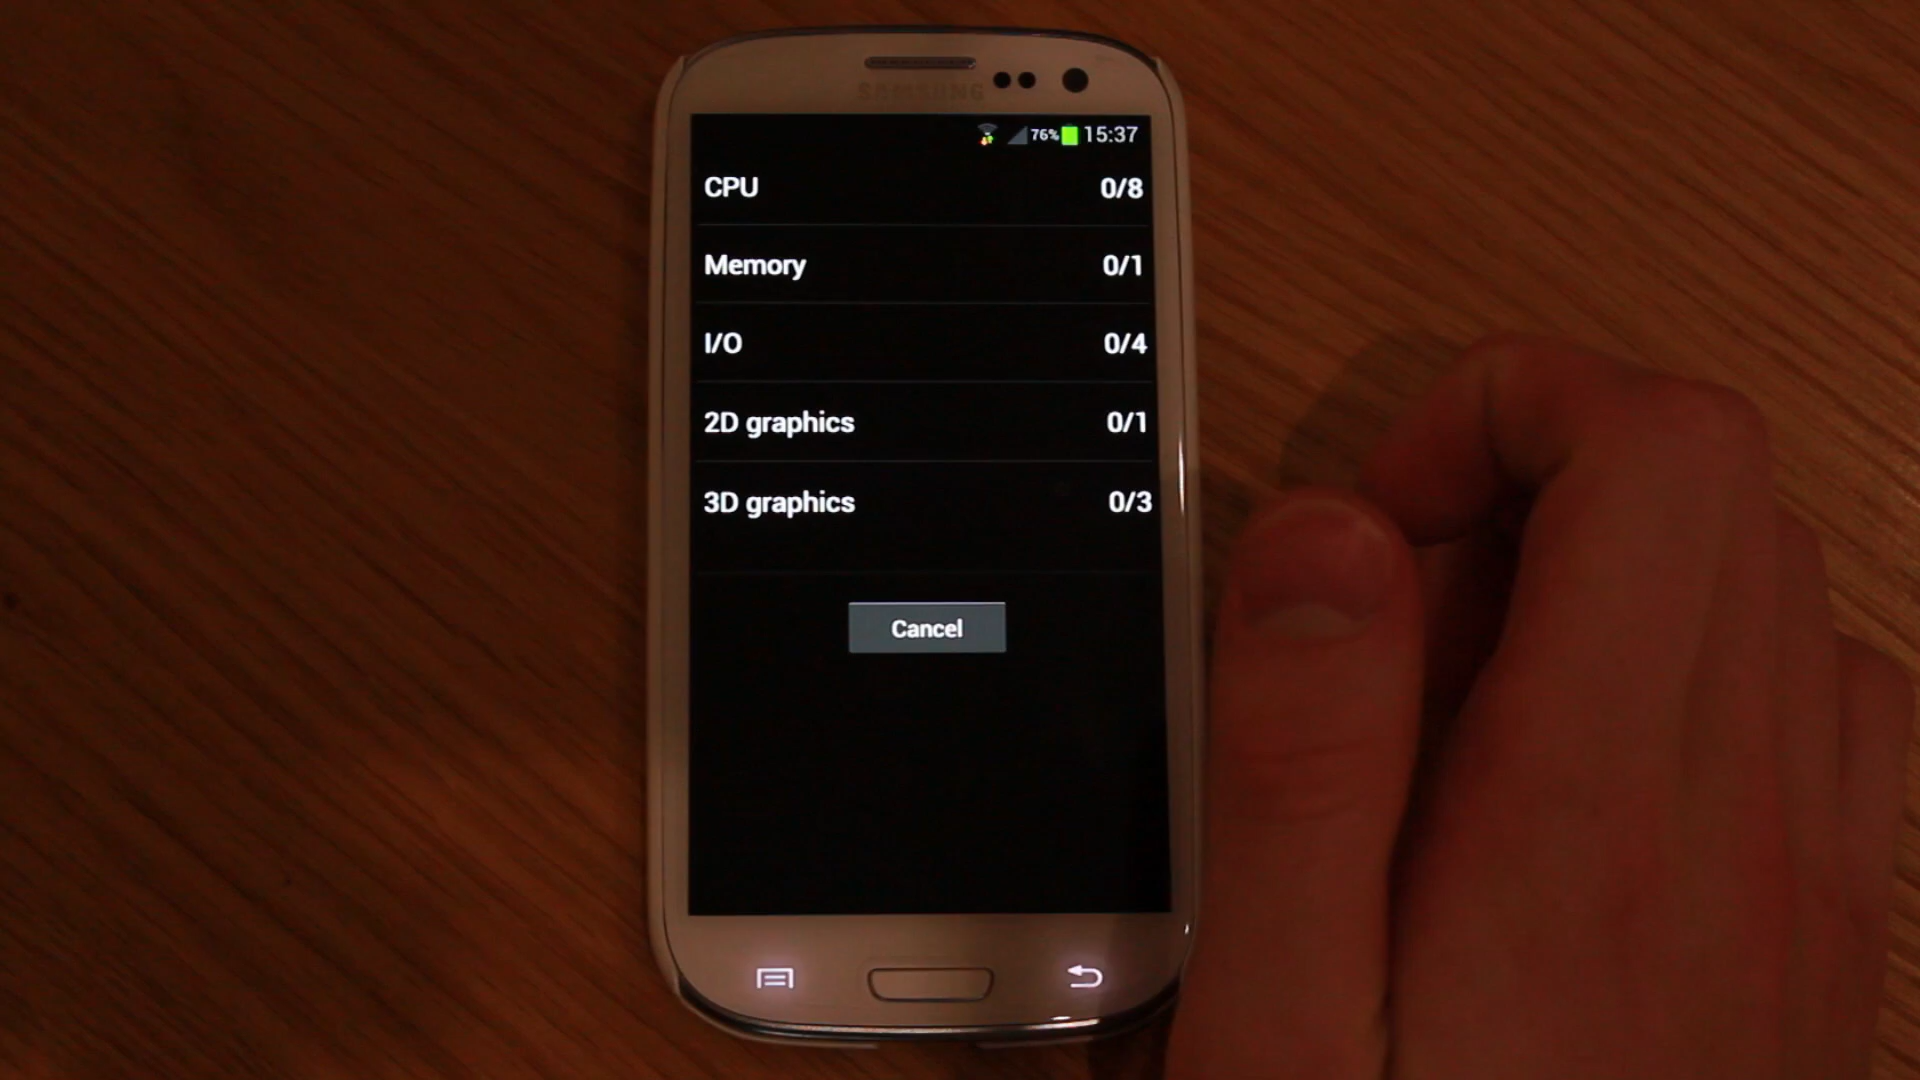 SAMSUNG
76% 15:37
CPU 0/8
Memory 0/1
I/O 0/4
2D graphics 0/1
3D graphics 0/3
Cancel